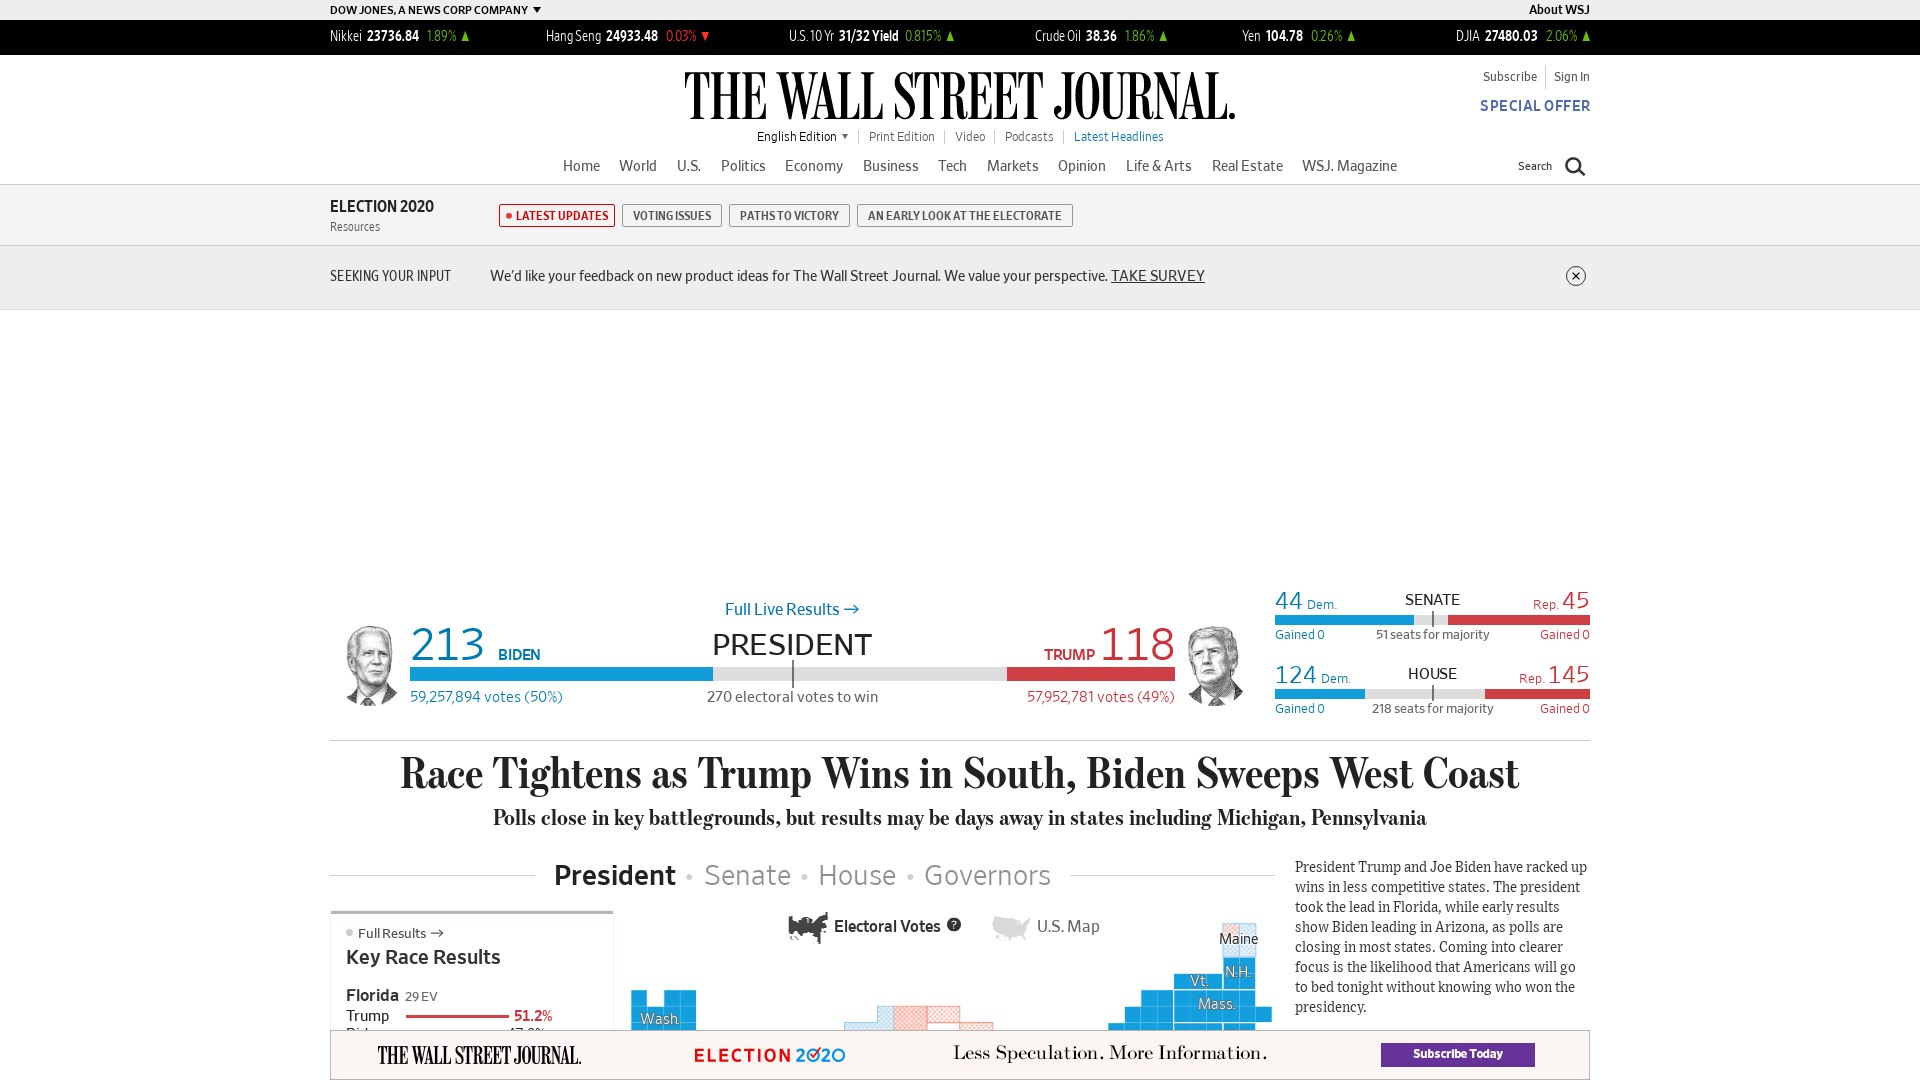 DOW JONES, A NEWS CORP COMPANY
About WSJ
Nikkei 23736.84 1.89%
Hang Seng 24933.48 0.03%
U.S. 10 Yr 31/32 Yield 0.815%
Crude Oil 38.36 1.86%
Yen 104.78 0.26%
DJIA 27480.03 2.06%
Subscribe
Sign In
THE WALL STREET JOURNAL.
SPECIAL OFFER
English Edition
Print Edition
Video
Podcasts
Latest Headlines
Home
World
U.S.
Politics
Economy
Business
Tech
Markets
Opinion
Life & Arts
Real Estate
WSJ. Magazine
Search
ELECTION 2020
Resources
LATEST UPDATES
VOTING ISSUES
PATHS TO VICTORY
AN EARLY LOOK AT THE ELECTORATE
SEEKING YOUR INPUT
We’d like your feedback on new product ideas for The Wall Street Journal. We value your perspective. TAKE SURVEY
Full Live Results →
213 BIDEN
PRESIDENT
TRUMP 118
59,257,894 votes (50%)
270 electoral votes to win
57,952,781 votes (49%)
44 Dem.
SENATE
Rep. 45
Gained 0
51 seats for majority
Gained 0
124 Dem.
HOUSE
Rep. 145
Gained 0
218 seats for majority
Gained 0
Race Tightens as Trump Wins in South, Biden Sweeps West Coast
Polls close in key battlegrounds, but results may be days away in states including Michigan, Pennsylvania
President • Senate • House • Governors
Full Results →
Key Race Results
Florida 29 EV
Trump 51.2%
Electoral Votes ?
U.S. Map
Maine
Vt.
N.H.
Mass.
Wash.
President Trump and Joe Biden have racked up
wins in less competitive states. The president
took the lead in Florida, while early results
show Biden leading in Arizona, as polls are
closing in most states. Coming into clearer
focus is the likelihood that Americans will go
to bed tonight without knowing who won the
presidency.
THE WALL STREET JOURNAL.
ELECTION 2020
Less Speculation. More Information.
Subscribe Today